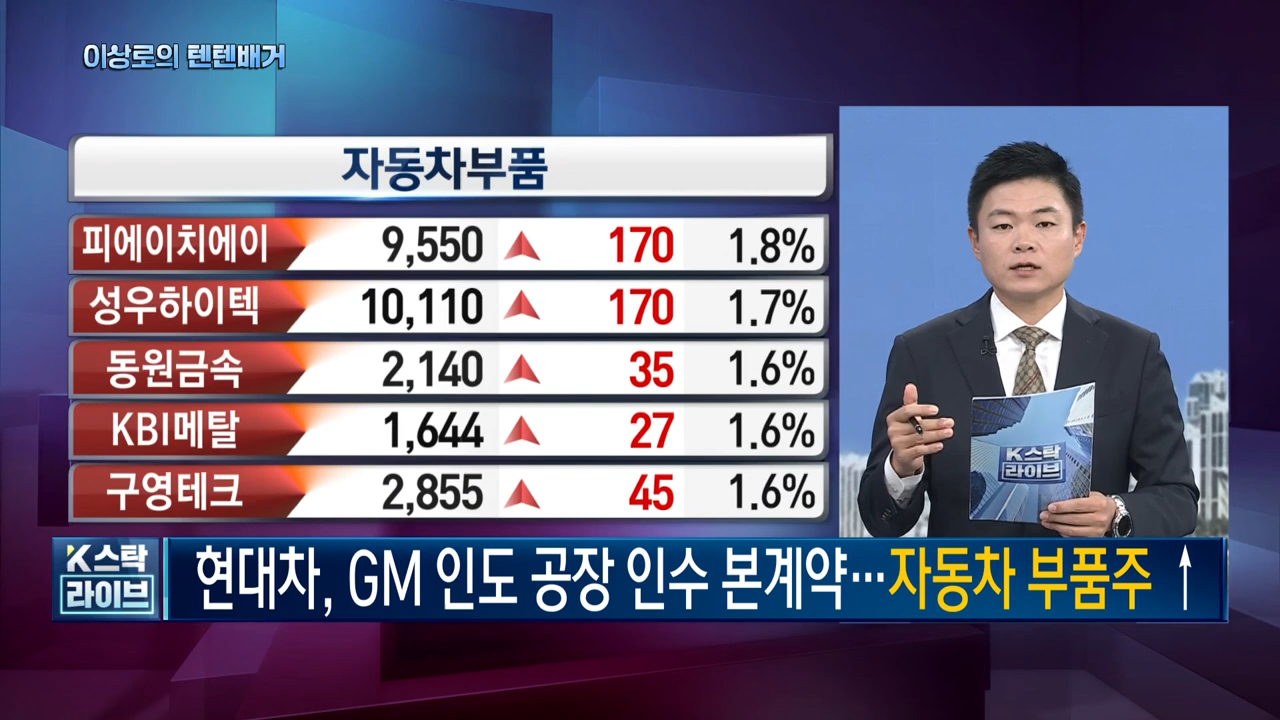 이상로의 텐텐배거
자동차부품
피에이치에이 9,550 ▲ 170 1.8%
성우하이텍 10,110 ▲ 170 1.7%
동원금속 2,140 ▲ 35 1.6%
KBI메탈 1,644 ▲ 27 1.6%
구영테크 2,855 ▲ 45 1.6%
K스탁
라이브
K스탁
라이브
현대차, GM 인도 공장 인수 본계약…자동차 부품주 ↑